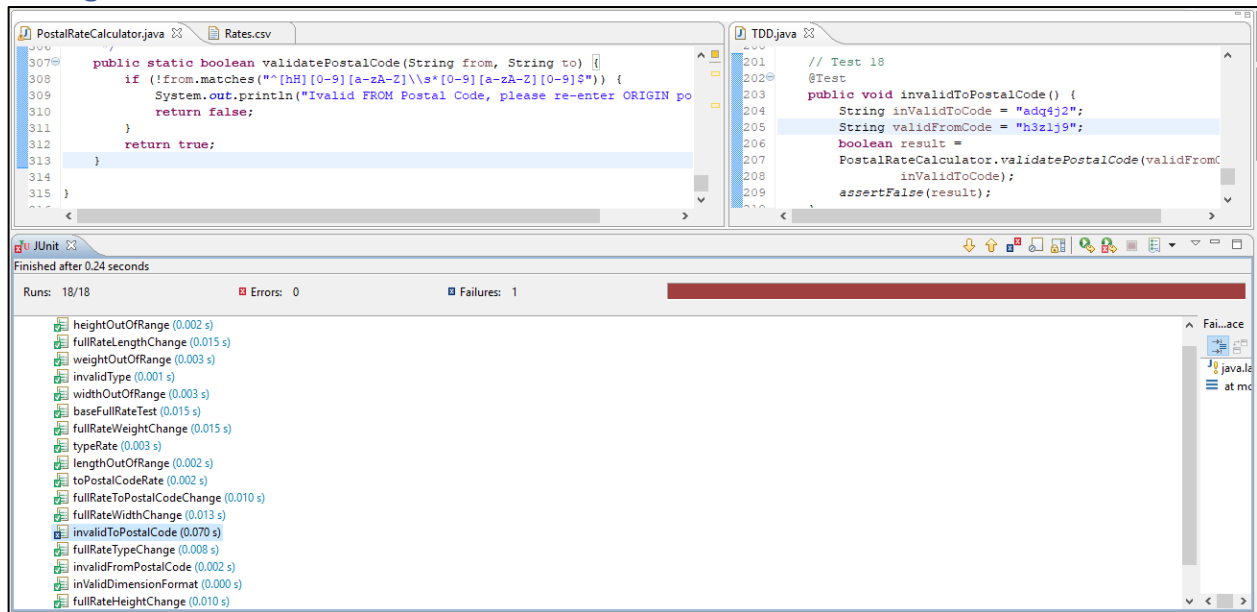 PostalRateCalculator.java
Rates.csv
306 */
307 public static boolean validatePostalCode(String from, String to) {
308 if (!from.matches("^[hH][0-9][a-zA-Z]\\s*[0-9][a-zA-Z][0-9]$")) {
309 System.out.println("Ivalid FROM Postal Code, please re-enter ORIGIN po
310 return false;
311 }
312 return true;
313 }
314
315 }
TDD.java
200
201 // Test 18
202 @Test
203 public void invalidToPostalCode() {
204 String inValidToCode = "adq4j2";
205 String validFromCode = "h3z1j9";
206 boolean result =
207 PostalRateCalculator.validatePostalCode(validFromC
208 inValidToCode);
209 assertFalse(result);
210 }
JUnit
Finished after 0.24 seconds
Runs: 18/18 Errors: 0 Failures: 1
heightOutOfRange (0.002 s)
fullRateLengthChange (0.015 s)
weightOutOfRange (0.003 s)
invalidType (0.001 s)
widthOutOfRange (0.003 s)
baseFullRateTest (0.015 s)
fullRateWeightChange (0.015 s)
typeRate (0.003 s)
lengthOutOfRange (0.002 s)
toPostalCodeRate (0.002 s)
fullRateToPostalCodeChange (0.010 s)
fullRateWidthChange (0.013 s)
invalidToPostalCode (0.070 s)
fullRateTypeChange (0.008 s)
invalidFromPostalCode (0.002 s)
inValidDimensionFormat (0.000 s)
fullRateHeightChange (0.010 s)
Fai...ace
java.la
at mo